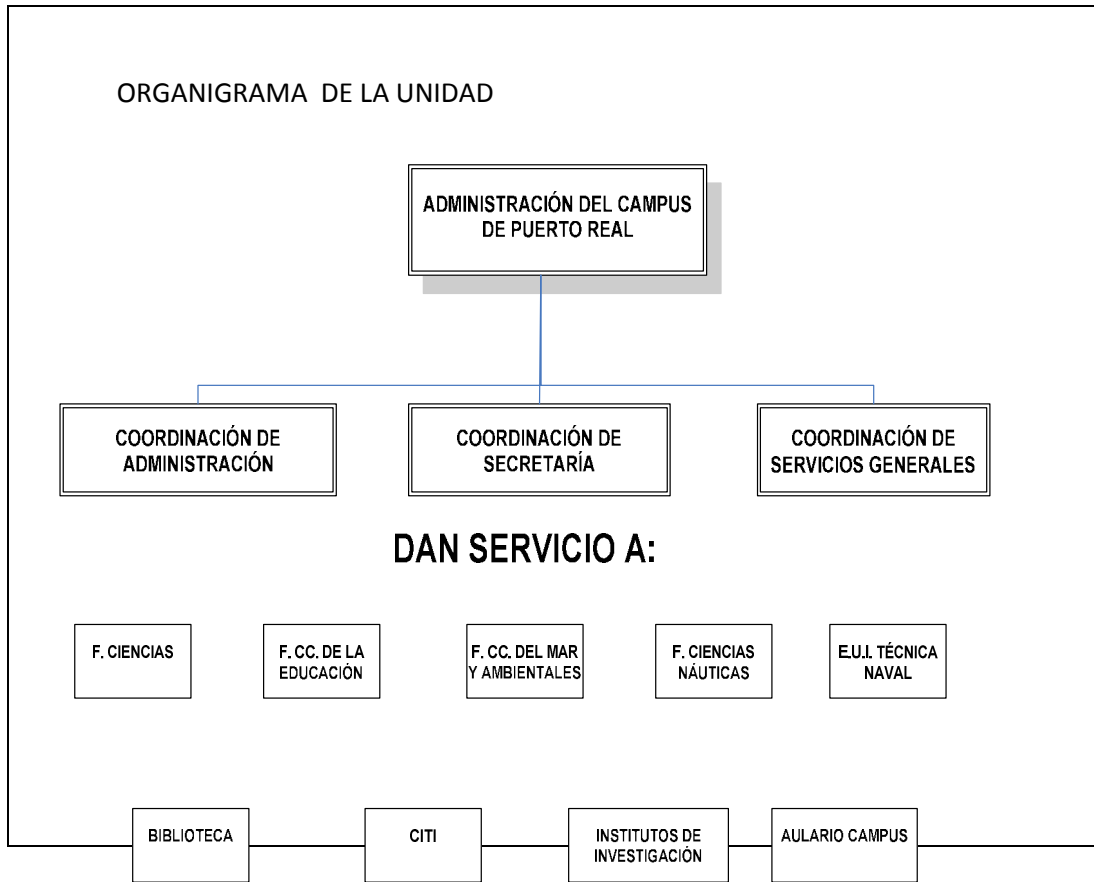 ORGANIGRAMA DE LA UNIDAD
ADMINISTRACIÓN DEL CAMPUS
DE PUERTO REAL
COORDINACIÓN DE
ADMINISTRACIÓN
COORDINACIÓN DE
SECRETARÍA
COORDINACIÓN DE
SERVICIOS GENERALES
DAN SERVICIO A:
F. CIENCIAS
F. CC. DE LA
EDUCACIÓN
F. CC. DEL MAR
Y AMBIENTALES
F. CIENCIAS
NÁUTICAS
E.U.I. TÉCNICA
NAVAL
BIBLIOTECA
CITI
INSTITUTOS DE
INVESTIGACIÓN
AULARIO CAMPUS